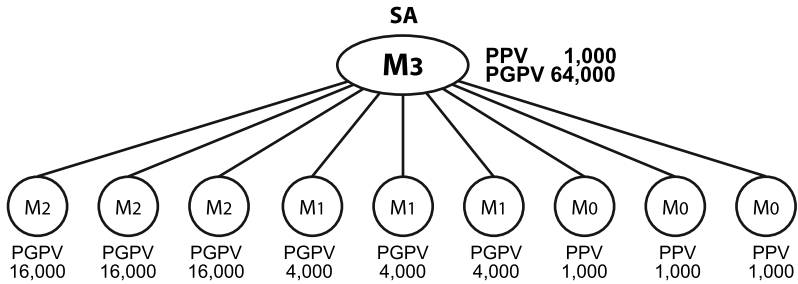 SA
M3
PPV 1,000
PGPV 64,000
M2 M2 M2 M1 M1 M1 M0 M0 M0
PGPV PGPV PGPV PGPV PGPV PGPV PPV PPV PPV
16,000 16,000 16,000 4,000 4,000 4,000 1,000 1,000 1,000